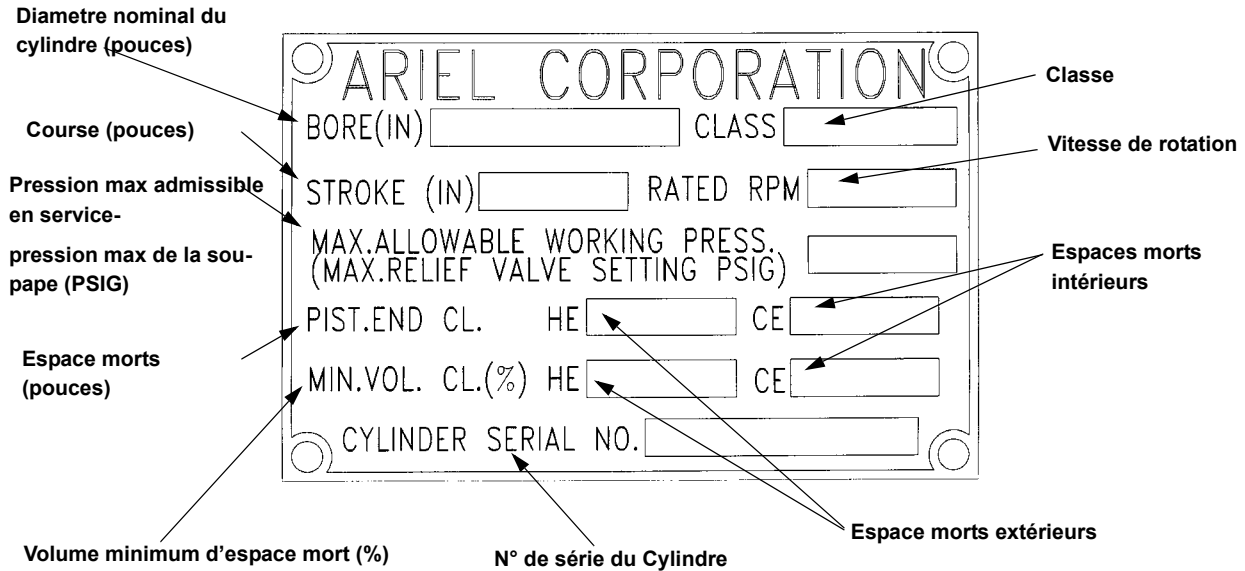 Diametre nominal du
cylindre (pouces)
ARIEL CORPORATION
Classe
BORE(IN) CLASS
Course (pouces)
Vitesse de rotation
Pression max admissible
en service-
pression max de la sou-
pape (PSIG)
STROKE (IN) RATED RPM
MAX.ALLOWABLE WORKING PRESS.
(MAX.RELIEF VALVE SETTING PSIG)
Espaces morts
intérieurs
PIST.END CL. HE CE
Espace morts
(pouces)
MIN.VOL. CL.(%) HE CE
CYLINDER SERIAL NO.
Espace morts extérieurs
Volume minimum d'espace mort (%)
N° de série du Cylindre